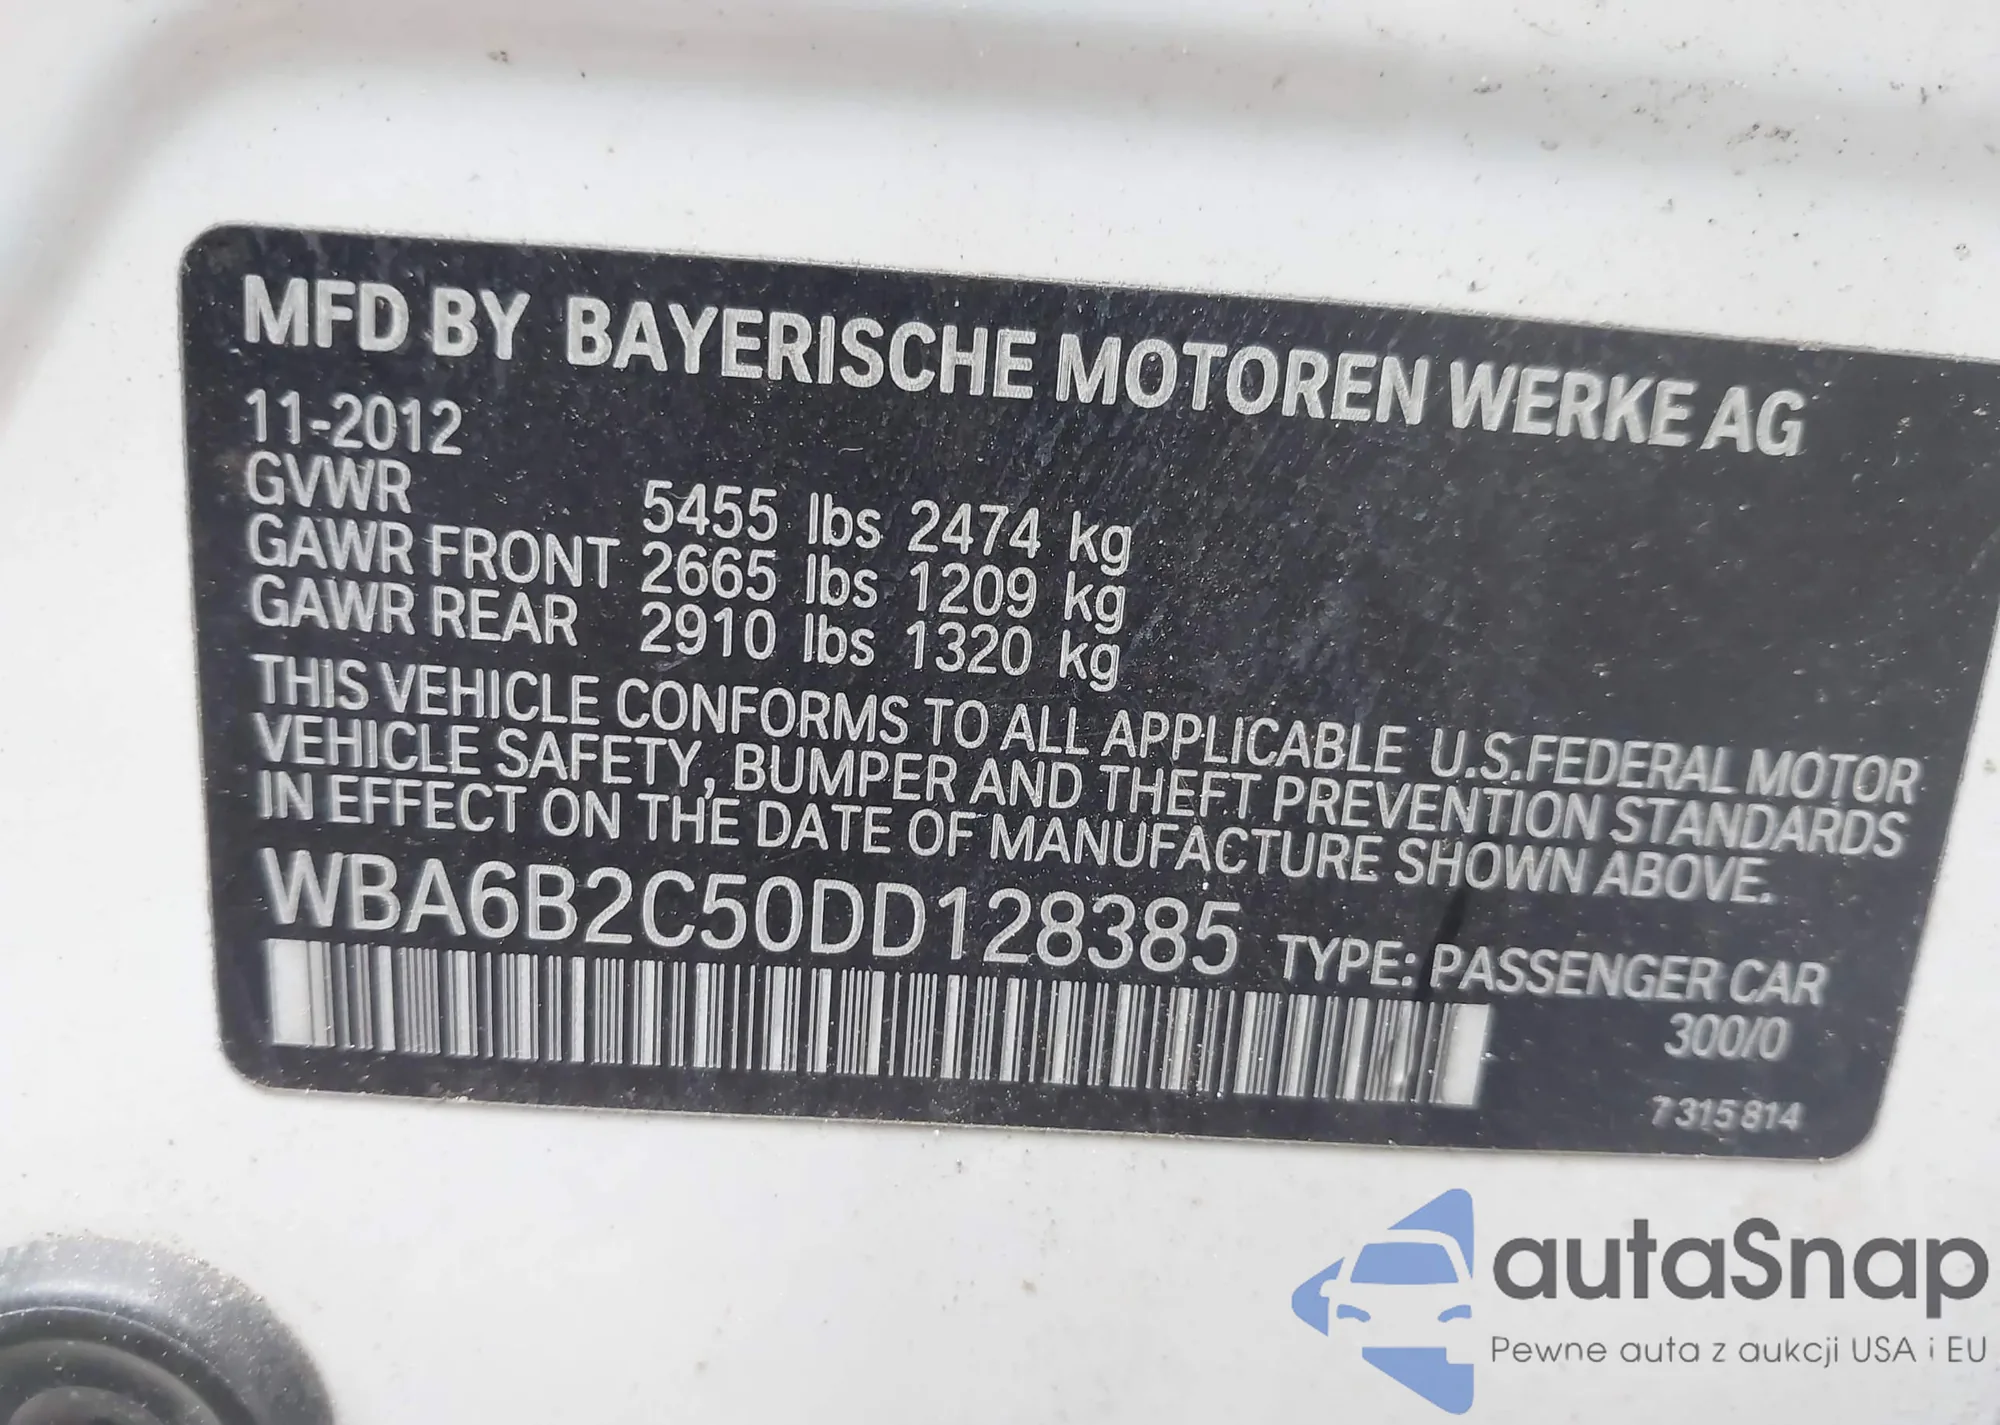 MFD BY BAYERISCHE MOTOREN WERKE AG
11-2012
GVWR 5455 lbs 2474 kg
GAWR FRONT 2665 lbs 1209 kg
GAWR REAR 2910 lbs 1320 kg
THIS VEHICLE CONFORMS TO ALL APPLICABLE U.S.FEDERAL MOTOR
VEHICLE SAFETY, BUMPER AND THEFT PREVENTION STANDARDS
IN EFFECT ON THE DATE OF MANUFACTURE SHOWN ABOVE.
WBA6B2C50DD128385 TYPE: PASSENGER CAR
300/0
7 315 814
autaSnap
Pewne auta z aukcji USA i EU